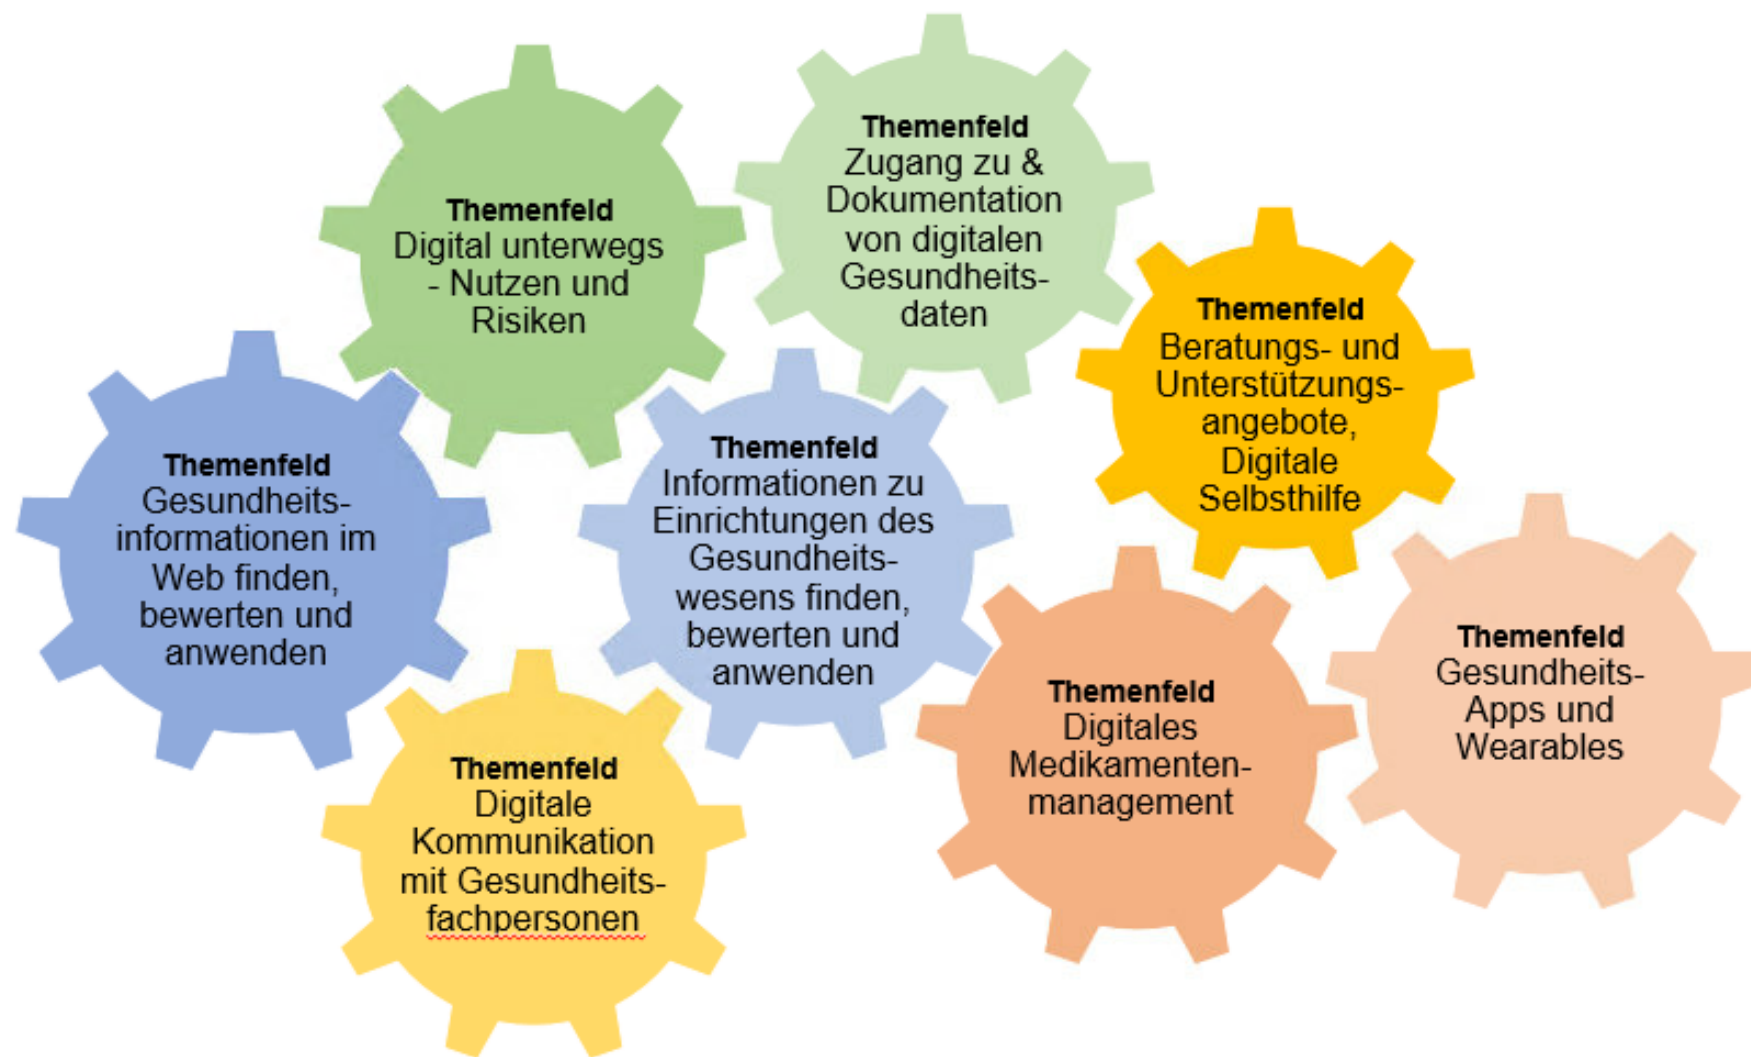 Themenfeld
Digital unterwegs
- Nutzen und
Risiken
Themenfeld
Zugang zu &
Dokumentation
von digitalen
Gesundheits-
daten
Themenfeld
Beratungs- und
Unterstützungs-
angebote,
Digitale
Selbsthilfe
Themenfeld
Gesundheits-
informationen im
Web finden,
bewerten und
anwenden
Themenfeld
Informationen zu
Einrichtungen des
Gesundheits-
wesens finden,
bewerten und
anwenden
Themenfeld
Gesundheits-
Apps und
Wearables
Themenfeld
Digitales
Medikamenten-
management
Themenfeld
Digitale
Kommunikation
mit Gesundheits-
fachpersonen